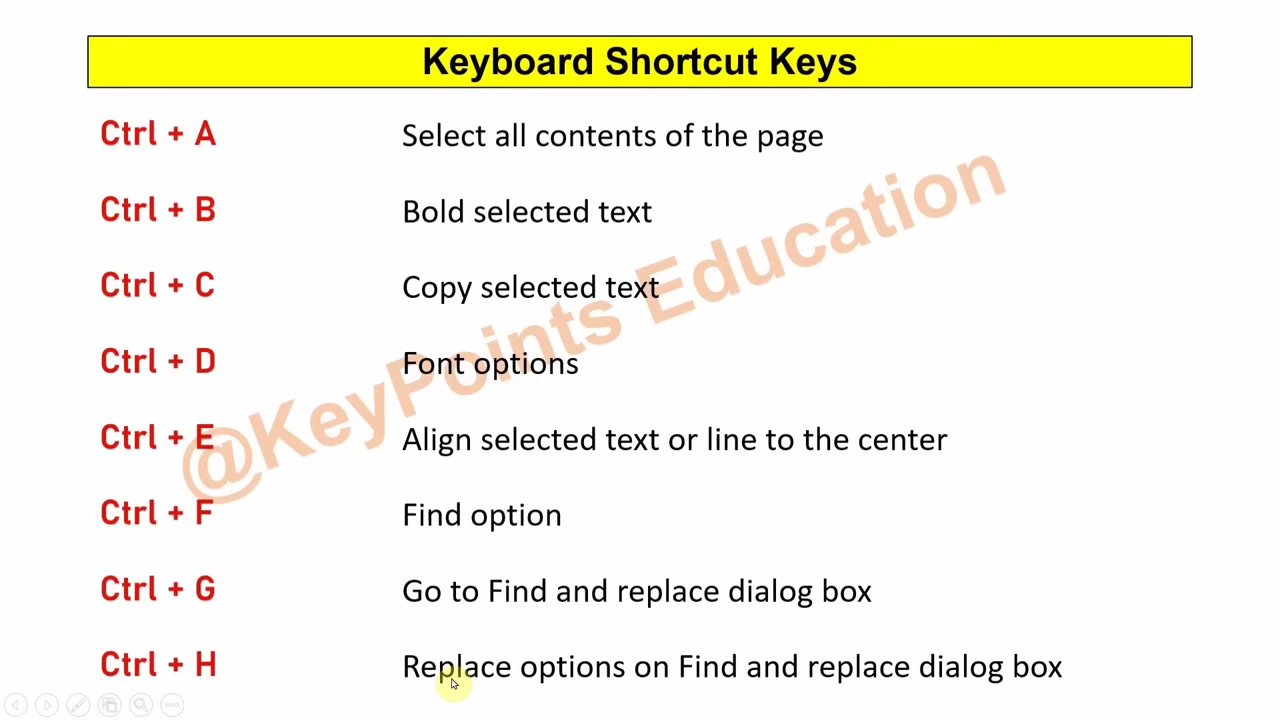 Keyboard Shortcut Keys
Ctrl + A Select all contents of the page
Ctrl + B Bold selected text
Ctrl + C Copy selected text
Ctrl + D Font options
Ctrl + E Align selected text or line to the center
Ctrl + F Find option
Ctrl + G Go to Find and replace dialog box
Ctrl + H Replace options on Find and replace dialog box
@KeyPoints Education